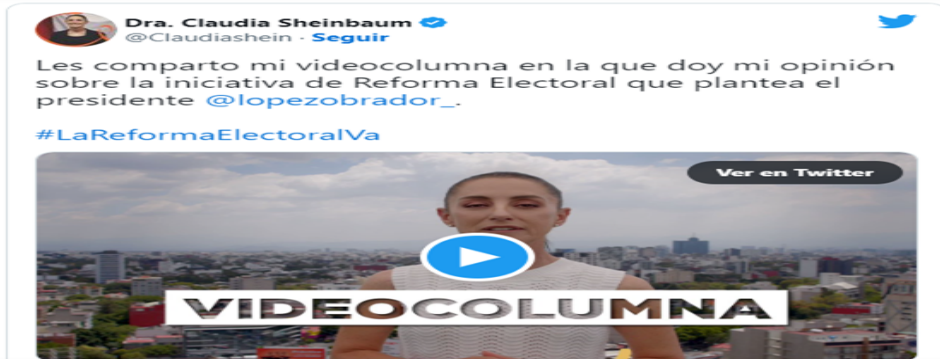 Dra. Claudia Sheinbaum
@Claudiashein · Seguir
Les comparto mi videocolumna en la que doy mi opinión
sobre la iniciativa de Reforma Electoral que plantea el
presidente @lopezobrador_.
#LaReformaElectoralVa
Ver en Twitter
VIDEOCOLUMNA